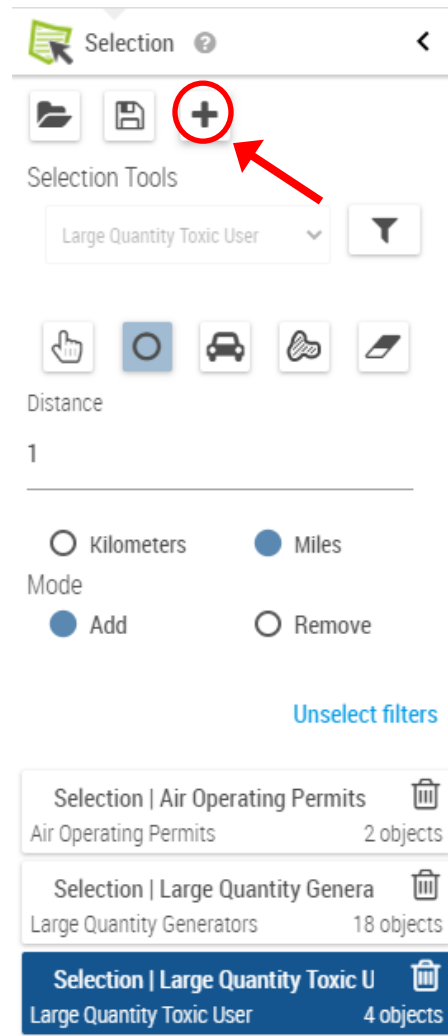 Selection
Selection Tools
Large Quantity Toxic User
Distance
1
Kilometers Miles
Mode
Add Remove
Unselect filters
Selection | Air Operating Permits
Air Operating Permits 2 objects
Selection | Large Quantity Genera
Large Quantity Generators 18 objects
Selection | Large Quantity Toxic U
Large Quantity Toxic User 4 objects